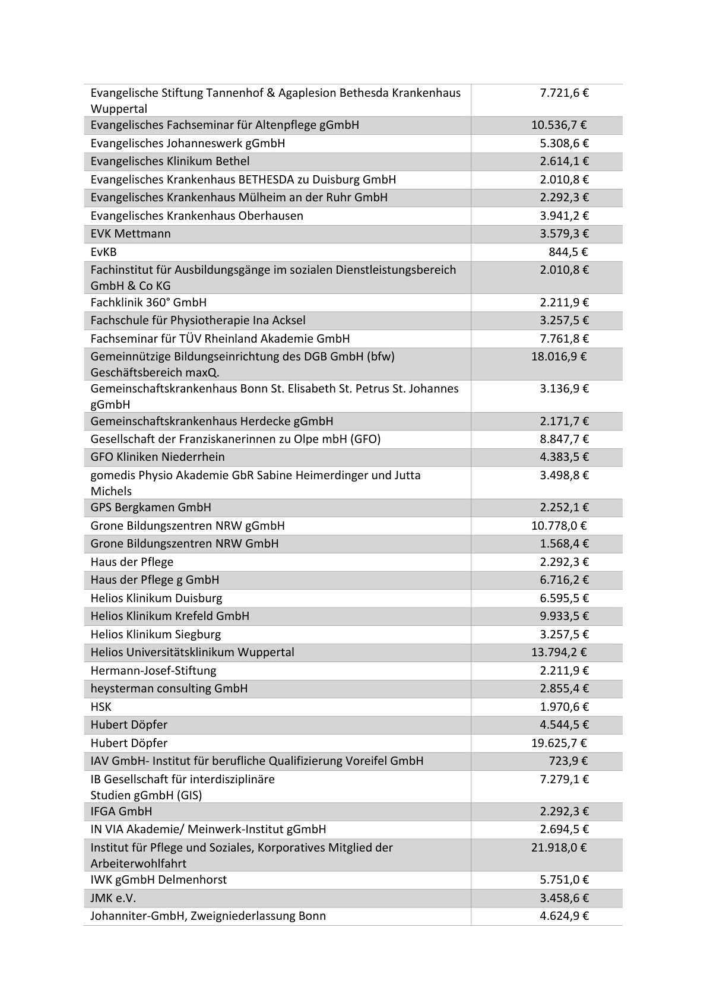 Evangelische Stiftung Tannenhof & Agaplesion Bethesda Krankenhaus 7.721,6 €
Wuppertal
Evangelisches Fachseminar für Altenpflege gGmbH 10.536,7 €
Evangelisches Johanneswerk gGmbH 5.308,6 €
Evangelisches Klinikum Bethel 2.614,1 €
Evangelisches Krankenhaus BETHESDA zu Duisburg GmbH 2.010,8 €
Evangelisches Krankenhaus Mülheim an der Ruhr GmbH 2.292,3 €
Evangelisches Krankenhaus Oberhausen 3.941,2 €
EVK Mettmann 3.579,3 €
EvKB 844,5 €
Fachinstitut für Ausbildungsgänge im sozialen Dienstleistungsbereich 2.010,8 €
GmbH & Co KG
Fachklinik 360° GmbH 2.211,9 €
Fachschule für Physiotherapie Ina Acksel 3.257,5 €
Fachseminar für TÜV Rheinland Akademie GmbH 7.761,8 €
Gemeinnützige Bildungseinrichtung des DGB GmbH (bfw) 18.016,9 €
Geschäftsbereich maxQ.
Gemeinschaftskrankenhaus Bonn St. Elisabeth St. Petrus St. Johannes 3.136,9 €
gGmbH
Gemeinschaftskrankenhaus Herdecke gGmbH 2.171,7 €
Gesellschaft der Franziskanerinnen zu Olpe mbH (GFO) 8.847,7 €
GFO Kliniken Niederrhein 4.383,5 €
gomedis Physio Akademie GbR Sabine Heimerdinger und Jutta 3.498,8 €
Michels
GPS Bergkamen GmbH 2.252,1 €
Grone Bildungszentren NRW gGmbH 10.778,0 €
Grone Bildungszentren NRW GmbH 1.568,4 €
Haus der Pflege 2.292,3 €
Haus der Pflege g GmbH 6.716,2 €
Helios Klinikum Duisburg 6.595,5 €
Helios Klinikum Krefeld GmbH 9.933,5 €
Helios Klinikum Siegburg 3.257,5 €
Helios Universitätsklinikum Wuppertal 13.794,2 €
Hermann-Josef-Stiftung 2.211,9 €
heysterman consulting GmbH 2.855,4 €
HSK 1.970,6 €
Hubert Döpfer 4.544,5 €
Hubert Döpfer 19.625,7 €
IAV GmbH- Institut für berufliche Qualifizierung Voreifel GmbH 723,9 €
IB Gesellschaft für interdisziplinäre 7.279,1 €
Studien gGmbH (GIS)
IFGA GmbH 2.292,3 €
IN VIA Akademie/ Meinwerk-Institut gGmbH 2.694,5 €
Institut für Pflege und Soziales, Korporatives Mitglied der 21.918,0 €
Arbeiterwohlfahrt
IWK gGmbH Delmenhorst 5.751,0 €
JMK e.V. 3.458,6 €
Johanniter-GmbH, Zweigniederlassung Bonn 4.624,9 €